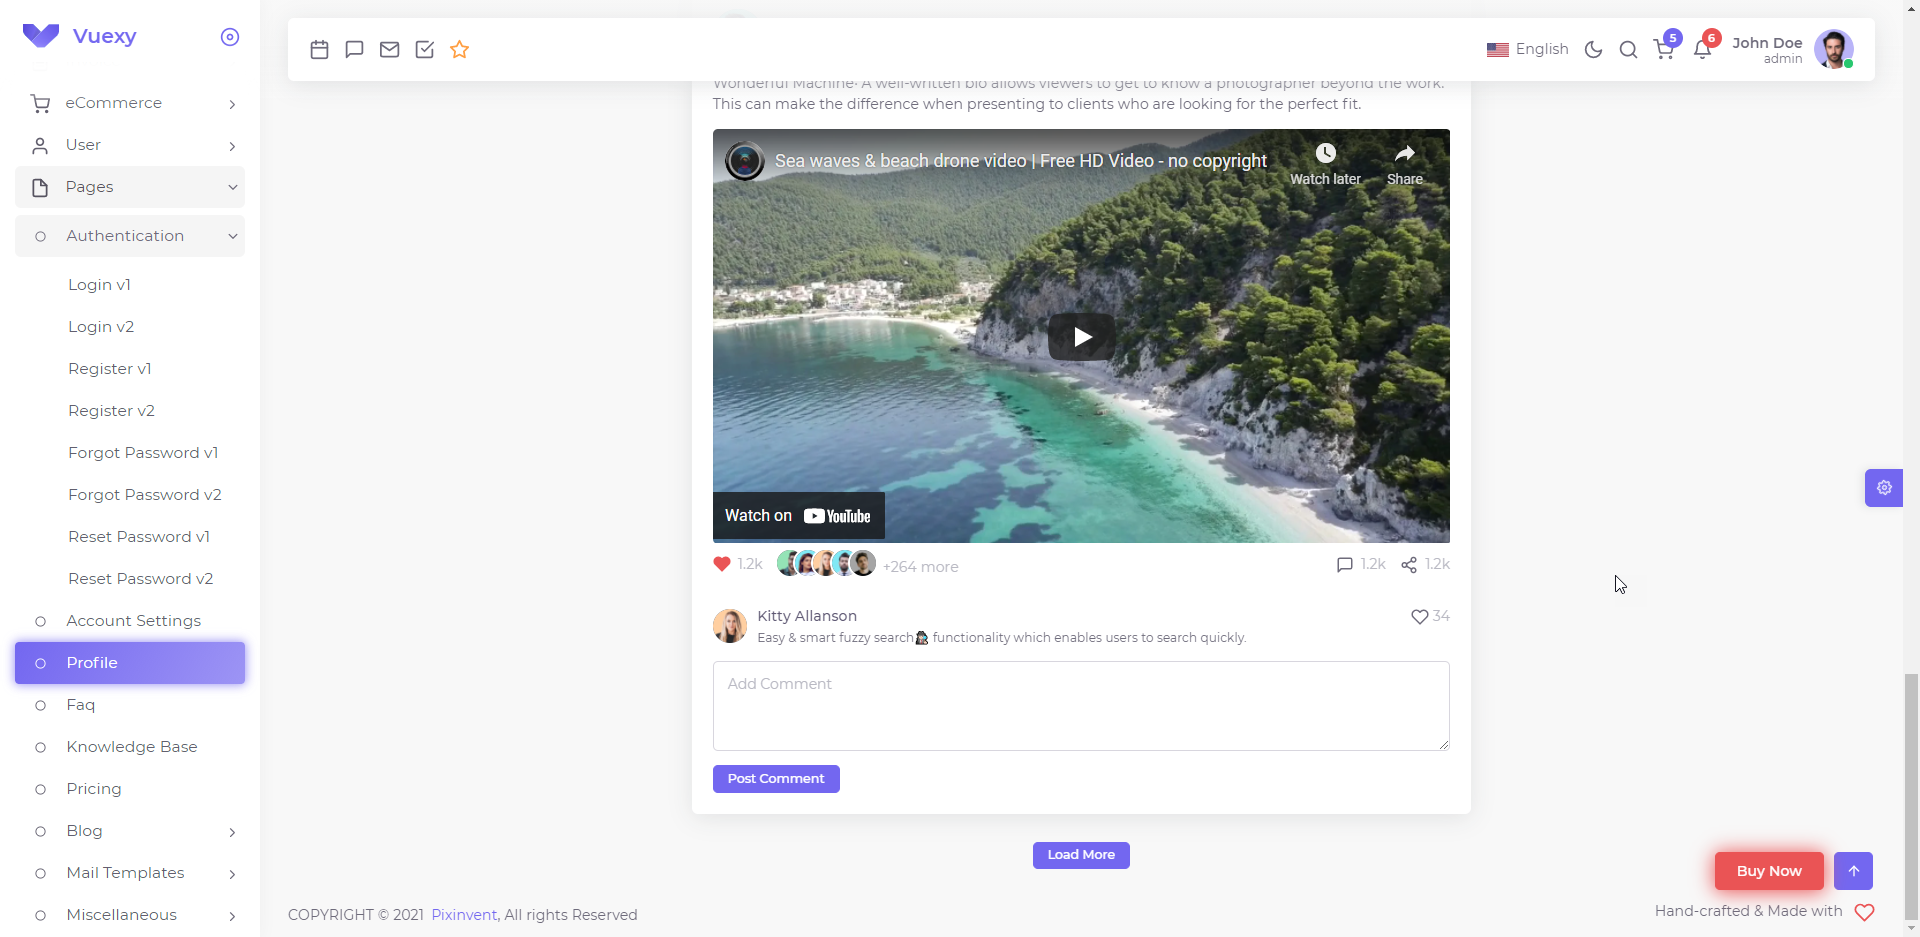 Vuexy
eCommerce
User
Pages
Authentication
Login v1
Login v2
Register v1
Register v2
Forgot Password v1
Forgot Password v2
Reset Password v1
Reset Password v2
Account Settings
Profile
Faq
Knowledge Base
Pricing
Blog
Mail Templates
Miscellaneous
English
5
6
John Doe
admin
Wonderful Machine· A well-written bio allows viewers to get to know a photographer beyond the work.
This can make the difference when presenting to clients who are looking for the perfect fit.
Sea waves & beach drone video | Free HD Video - no copyright
Watch later
Share
Watch on YouTube
1.2k
+264 more
1.2k
1.2k
Kitty Allanson
34
Easy & smart fuzzy search🕵🏻 functionality which enables users to search quickly.
Add Comment
Post Comment
Load More
Buy Now
COPYRIGHT © 2021 Pixinvent, All rights Reserved
Hand-crafted & Made with